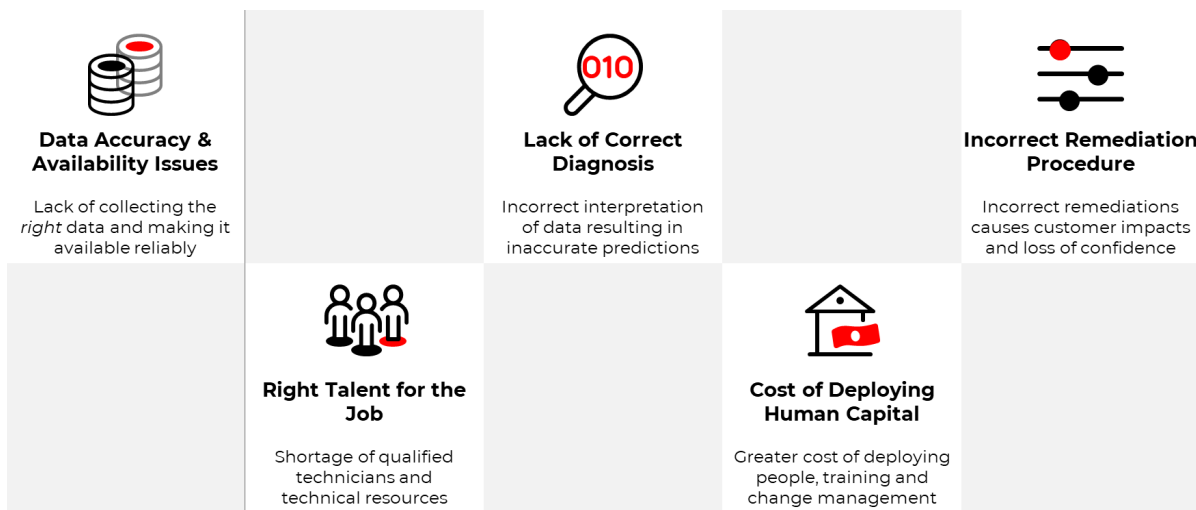 010
Data Accuracy &
Availability Issues
Lack of collecting the
right data and making it
available reliably
Lack of Correct
Diagnosis
Incorrect interpretation
of data resulting in
inaccurate predictions
Incorrect Remediation
Procedure
Incorrect remediations
causes customer impacts
and loss of confidence
Right Talent for the
Job
Shortage of qualified
technicians and
technical resources
Cost of Deploying
Human Capital
Greater cost of deploying
people, training and
change management